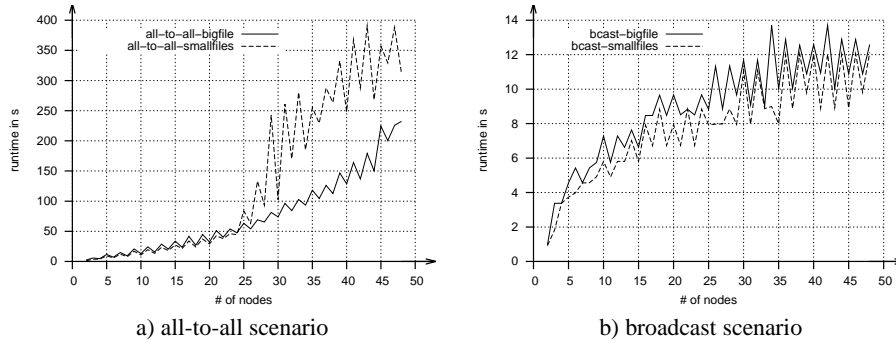 400
350
300
250
200
150
100
50
0
runtime in s
all-to-all-bigfile
all-to-all-smallfiles
0 5 10 15 20 25 30 35 40 45 50
# of nodes
a) all-to-all scenario
14
12
10
8
6
4
2
0
runtime in s
bcast-bigfile
bcast-smallfiles
0 5 10 15 20 25 30 35 40 45 50
# of nodes
b) broadcast scenario